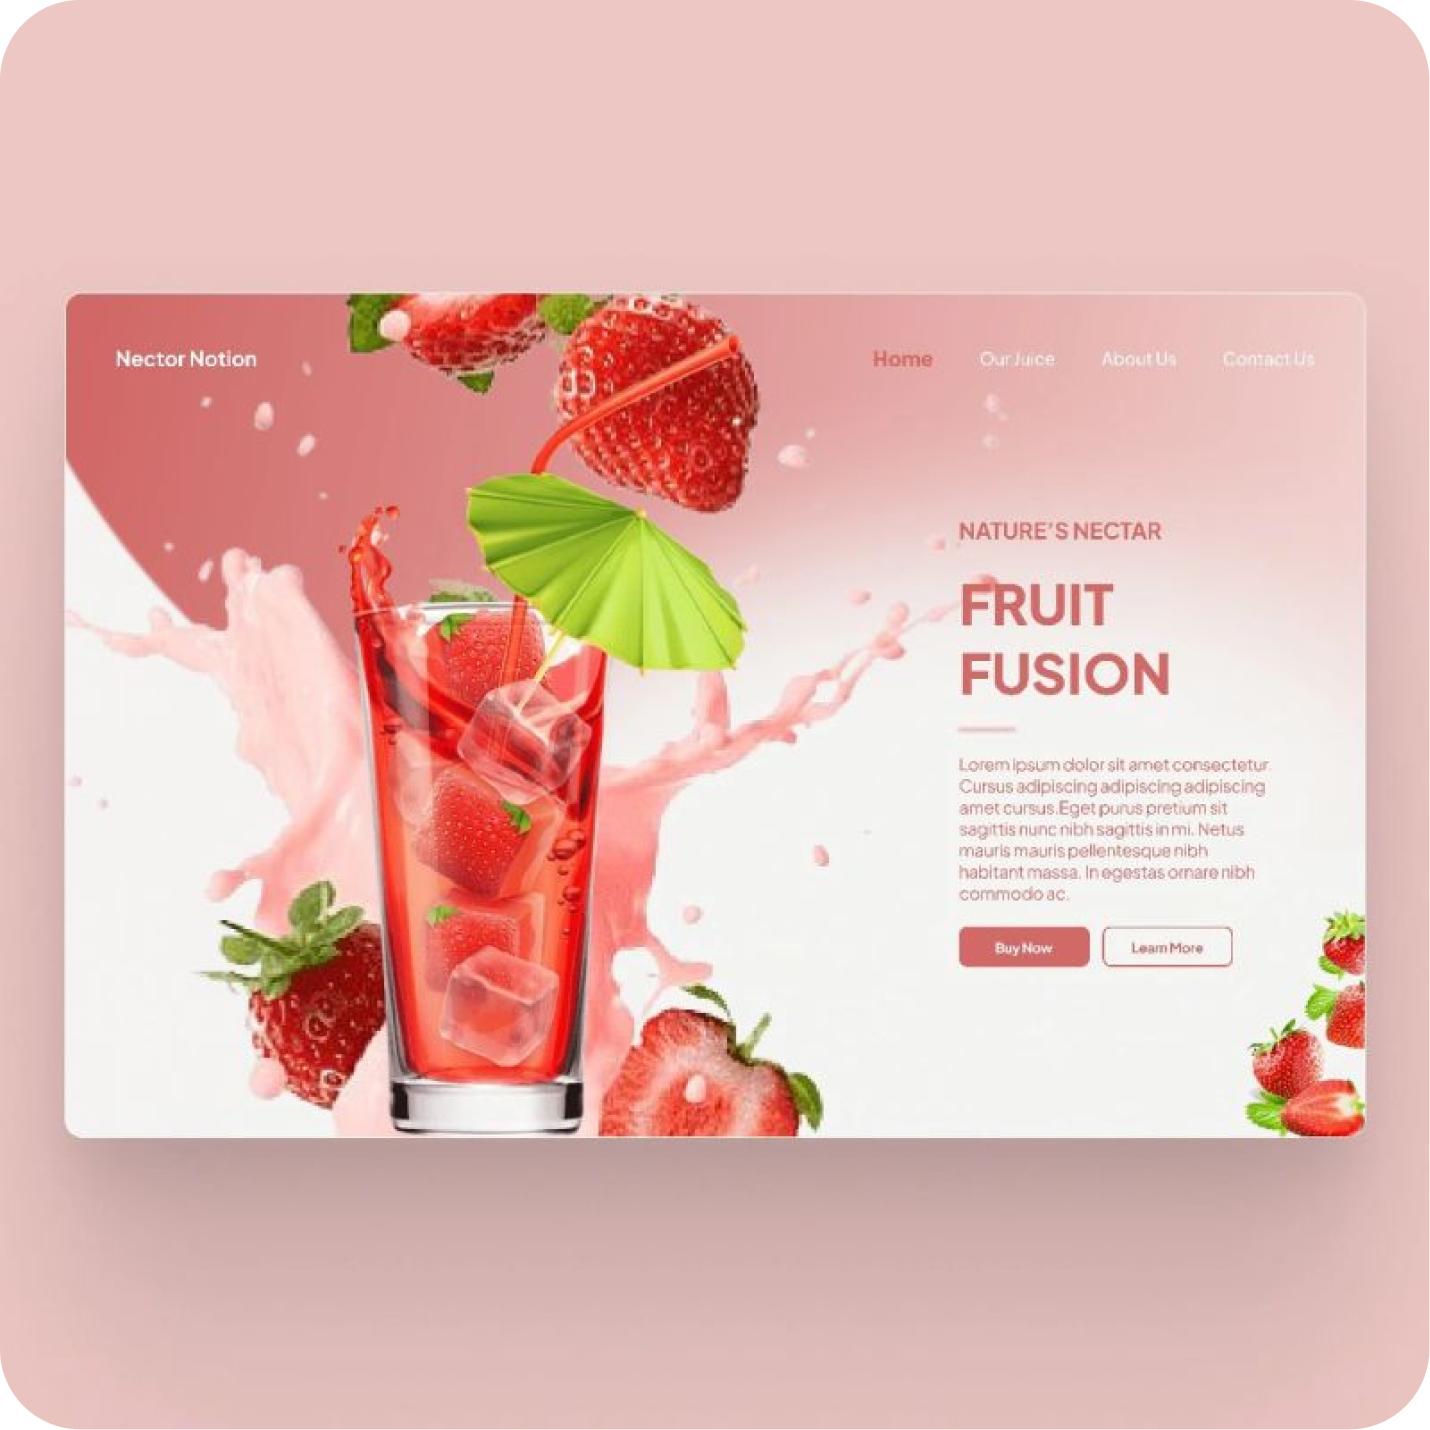 Nector Notion
Home
Our Juice
About Us
Contact Us
NATURE'S NECTAR
FRUIT
FUSION
Lorem ipsum dolor sit amet consectetur.
Cursus adipiscing adipiscing adipiscing
amet cursus.Eget purus pretium sit
sagittis nunc nibh sagittis in mi. Netus
mauris mauris pellentesque nibh
habitant massa. In egestas ornare nibh
commodo ac.
Buy Now
Learn More